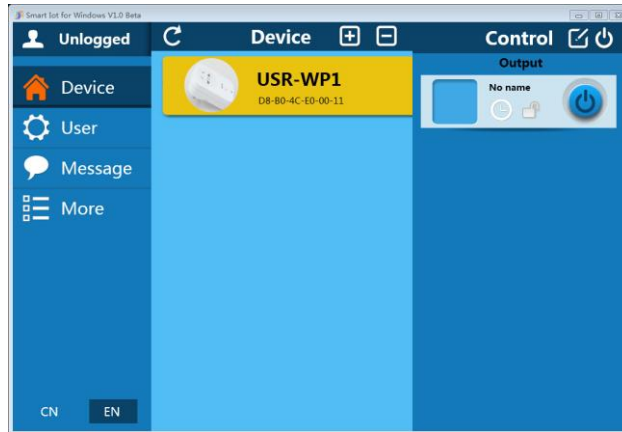 Smart Iot for Windows V1.0 Beta
Unlogged
Device
User
Message
More
CN EN
Device
USR-WP1
D8-B0-4C-E0-00-11
Control
Output
No name